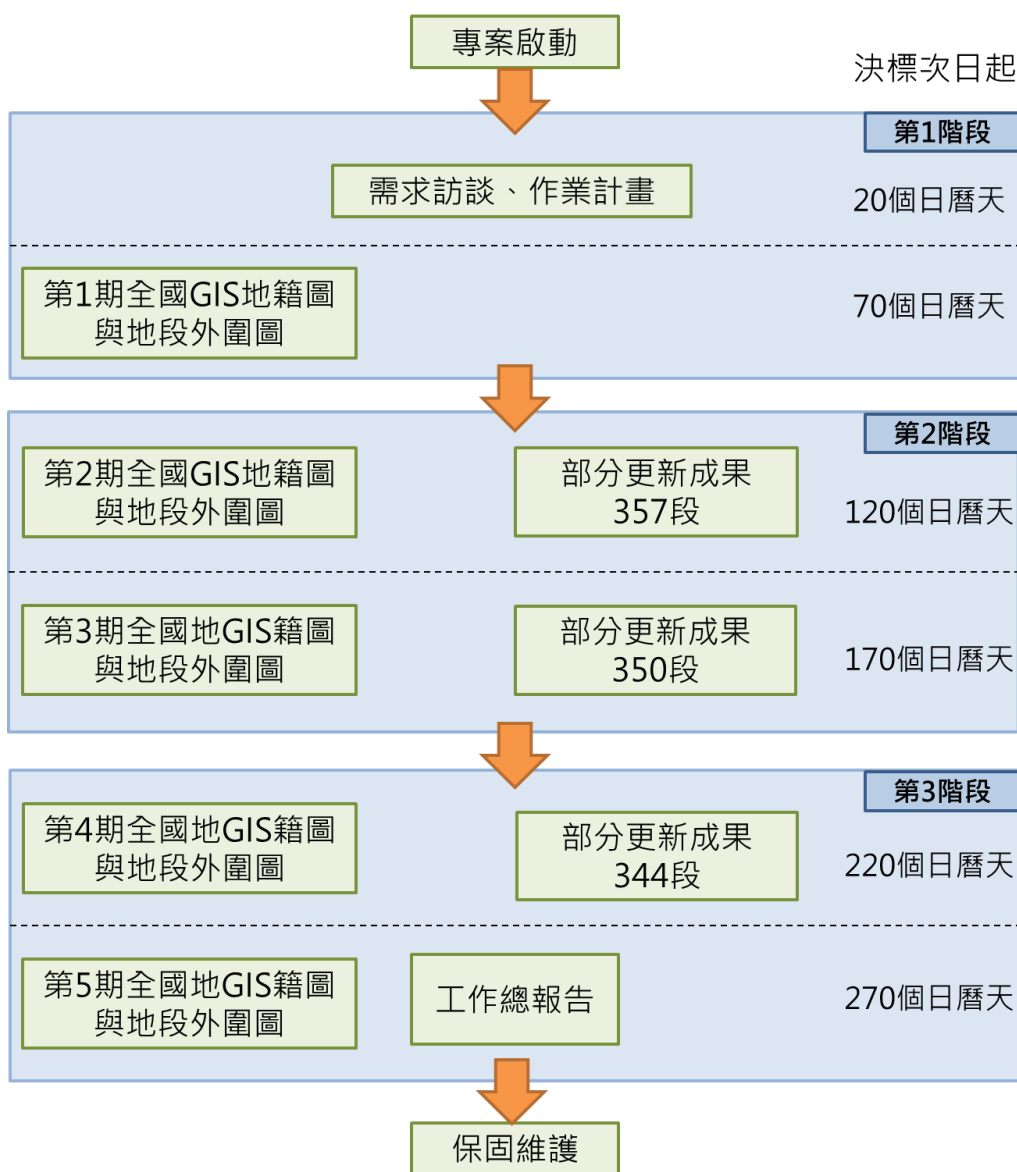 專案啟動
決標次日起
第1階段
需求訪談、作業計畫
20個日曆天
第1期全國GIS地籍圖
與地段外圍圖
70個日曆天
第2階段
第2期全國GIS地籍圖
與地段外圍圖
部分更新成果
357段
120個日曆天
第3期全國地GIS籍圖
與地段外圍圖
部分更新成果
350段
170個日曆天
第3階段
第4期全國地GIS籍圖
與地段外圍圖
部分更新成果
344段
220個日曆天
第5期全國地GIS籍圖
與地段外圍圖
工作總報告
270個日曆天
保固維護